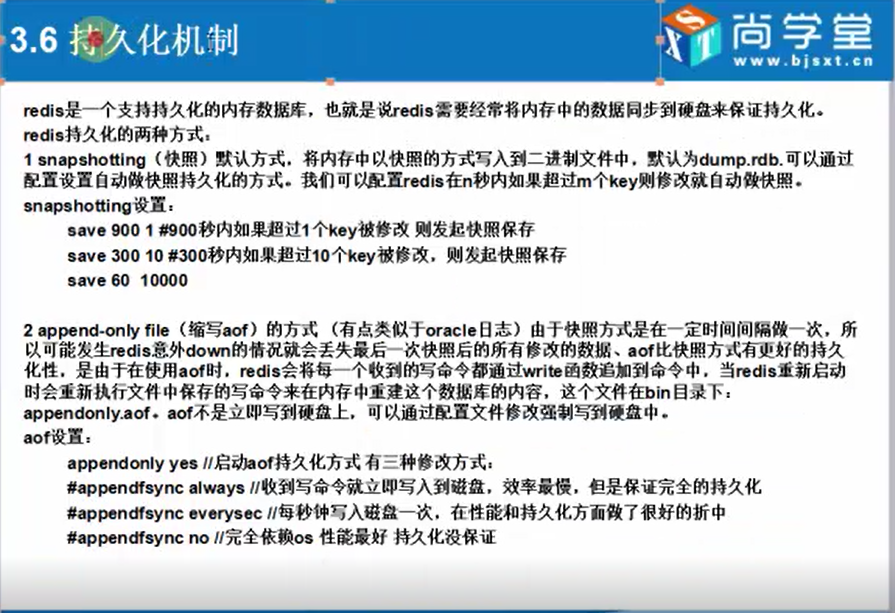 3.6 持久化机制
尚学堂
www.bjsxt.cn
XST
redis是一个支持持久化的内存数据库，也就是说redis需要经常将内存中的数据同步到硬盘来保证持久化。
redis持久化的两种方式：
1 snapshotting（快照）默认方式，将内存中以快照的方式写入到二进制文件中，默认为dump.rdb.可以通过
配置设置自动做快照持久化的方式。我们可以配置redis在n秒内如果超过m个key则修改就自动做快照。
snapshotting设置：
save 900 1 #900秒内如果超过1个key被修改 则发起快照保存
save 300 10 #300秒内如果超过10个key被修改，则发起快照保存
save 60 10000
2 append-only file（缩写aof）的方式 （有点类似于oracle日志）由于快照方式是在一定时间间隔做一次，所
以可能发生redis意外down的情况就会丢失最后一次快照后的所有修改的数据、aof比快照方式有更好的持久
化性，是由于在使用aof时，redis会将每一个收到的写命令都通过write函数追加到命令中，当redis重新启动
时会重新执行文件中保存的写命令来在内存中重建这个数据库的内容，这个文件在bin目录下：
appendonly.aof。aof不是立即写到硬盘上，可以通过配置文件修改强制写到硬盘中。
aof设置：
appendonly yes //启动aof持久化方式 有三种修改方式：
#appendfsync always //收到写命令就立即写入到磁盘，效率最慢，但是保证完全的持久化
#appendfsync everysec //每秒钟写入磁盘一次，在性能和持久化方面做了很好的折中
#appendfsync no //完全依赖os 性能最好 持久化没保证